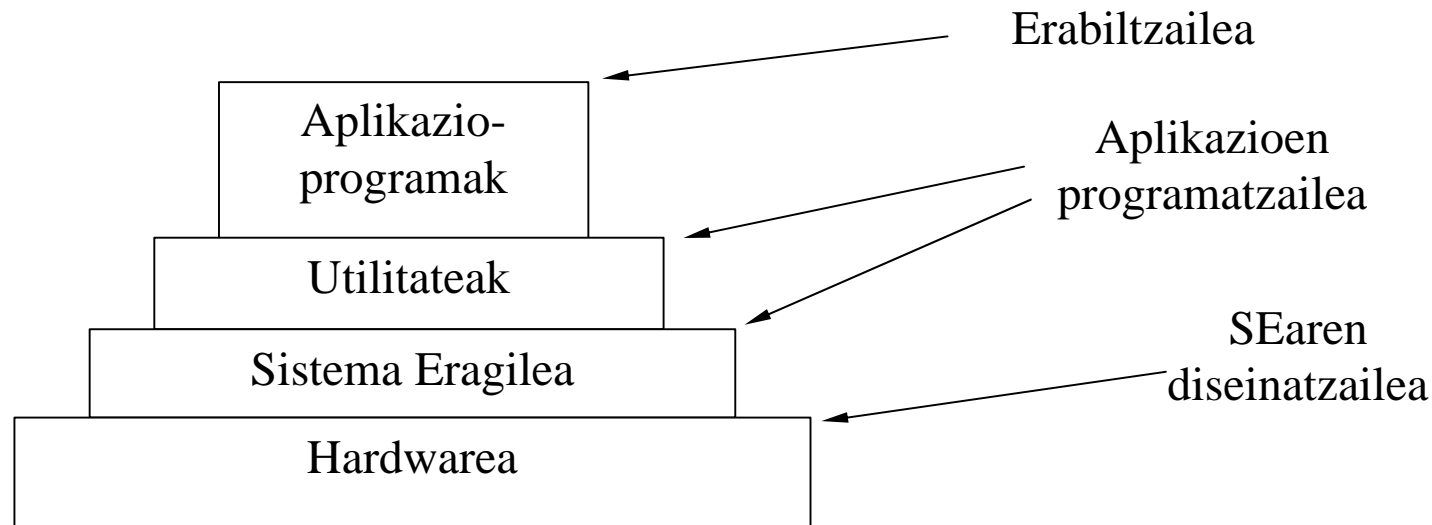 Erabiltzailea
Aplikazio-
programak
Aplikazioen
programatzailea
Utilitateak
Sistema Eragilea
SEaren
diseinatzailea
Hardwarea